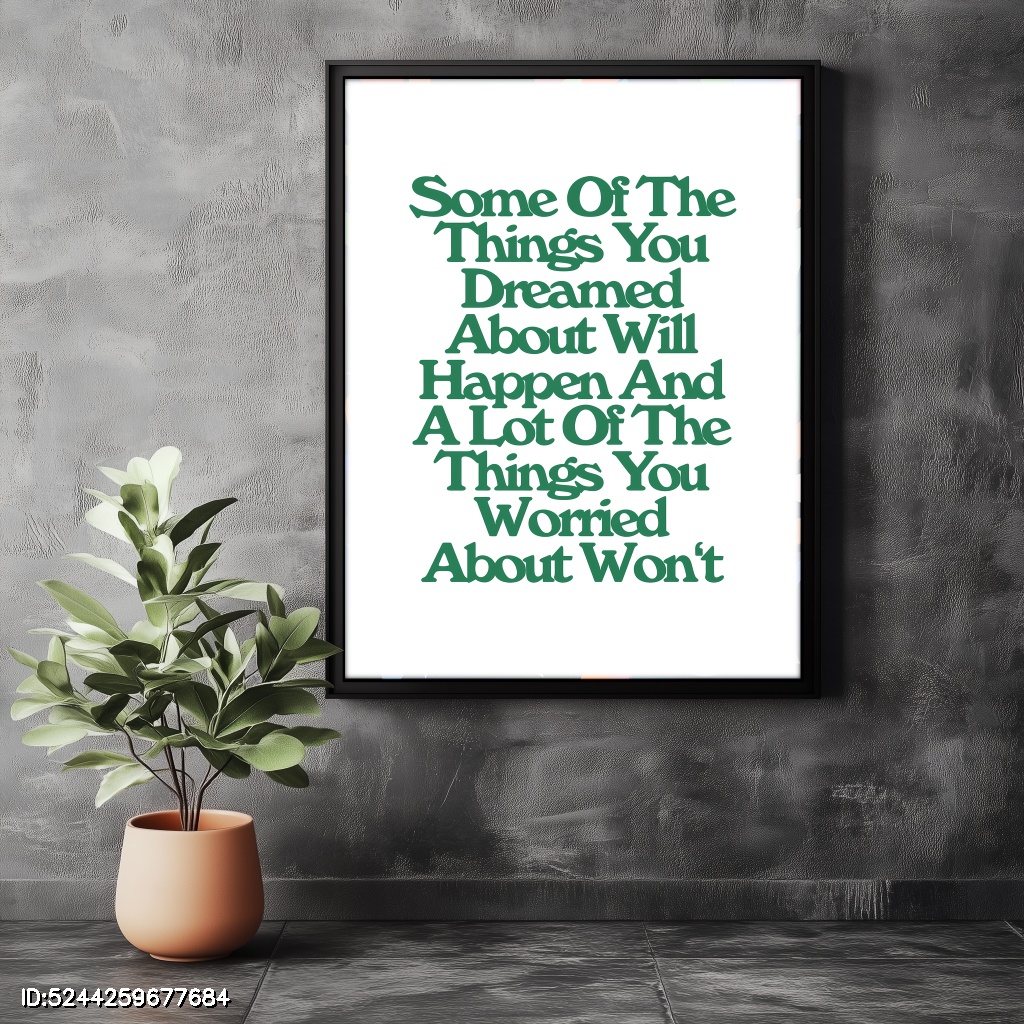 Some Of The
Things You
Dreamed
About Will
Happen And
A Lot Of The
Things You
Worried
About Won‘t
ID:5244259677684